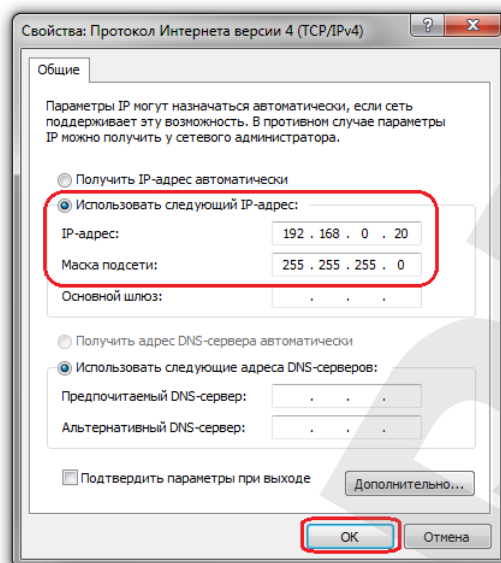 Свойства: Протокол Интернета версии 4 (TCP/IPv4)
Общие
Параметры IP могут назначаться автоматически, если сеть
поддерживает эту возможность. В противном случае параметры
IP можно получить у сетевого администратора.
Получить IP-адрес автоматически
Использовать следующий IP-адрес:
IP-адрес: 192 . 168 . 0 . 20
Маска подсети: 255 . 255 . 255 . 0
Основной шлюз: . . .
Получить адрес DNS-сервера автоматически
Использовать следующие адреса DNS-серверов:
Предпочитаемый DNS-сервер: . . .
Альтернативный DNS-сервер: . . .
Подтвердить параметры при выходе
Дополнительно...
ОК
Отмена